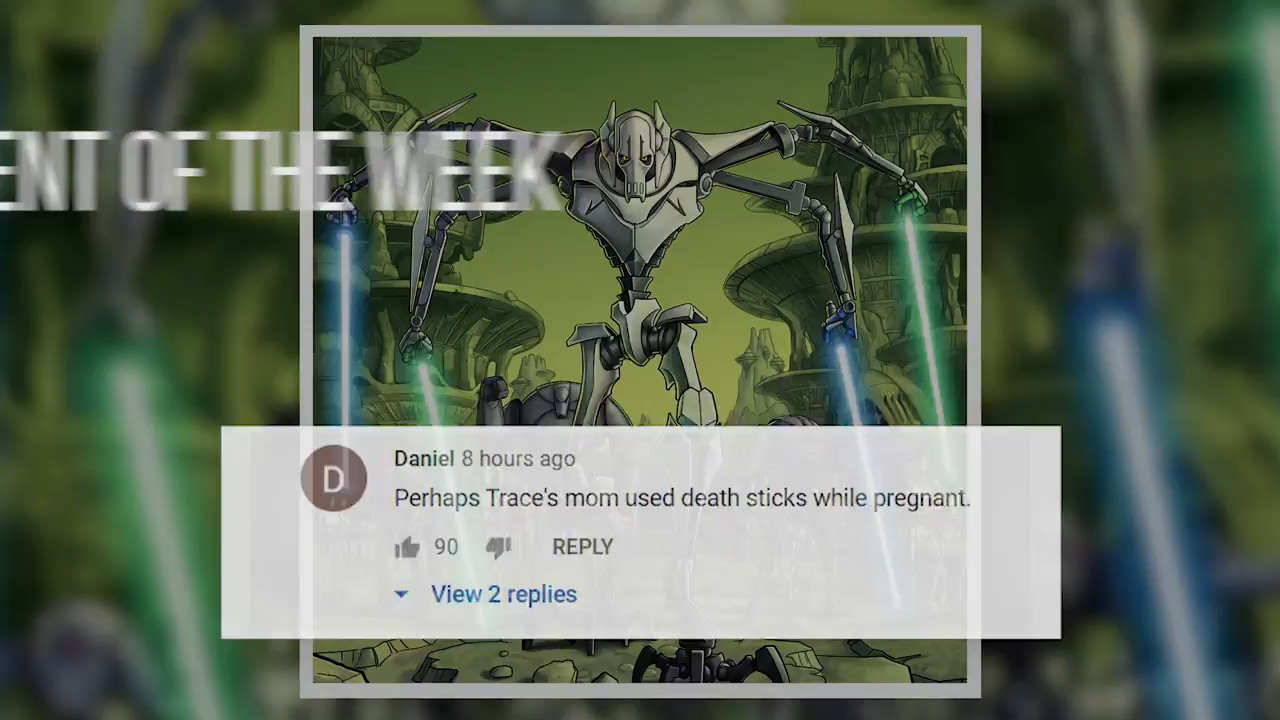 ENT OF THE WEEK
D
Daniel 8 hours ago
Perhaps Trace's mom used death sticks while pregnant.
90 REPLY
View 2 replies